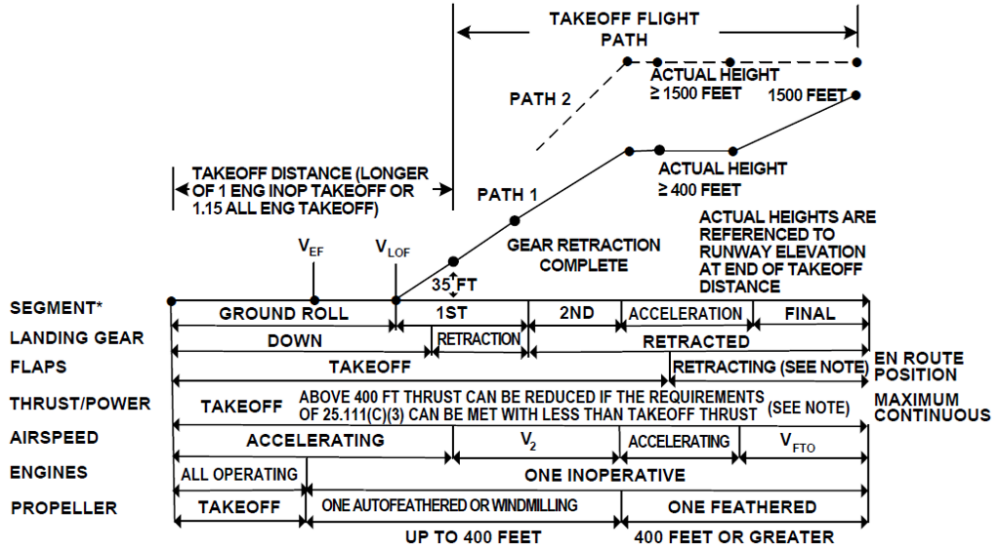 TAKEOFF FLIGHT
PATH
ACTUAL HEIGHT
≥ 1500 FEET
1500 FEET
PATH 2
TAKEOFF DISTANCE (LONGER
OF 1 ENG INOP TAKEOFF OR
1.15 ALL ENG TAKEOFF)
PATH 1
ACTUAL HEIGHT
≥ 400 FEET
VEF
VLOF
GEAR RETRACTION
COMPLETE
ACTUAL HEIGHTS ARE
REFERENCED TO
RUNWAY ELEVATION
AT END OF TAKEOFF
DISTANCE
35 FT
SEGMENT*
GROUND ROLL
1ST
2ND
ACCELERATION
FINAL
LANDING GEAR
DOWN
RETRACTION
RETRACTED
FLAPS
TAKEOFF
RETRACTING (SEE NOTE)
EN ROUTE
POSITION
THRUST/POWER
TAKEOFF
ABOVE 400 FT THRUST CAN BE REDUCED IF THE REQUIREMENTS
OF 25.111(C)(3) CAN BE MET WITH LESS THAN TAKEOFF THRUST
(SEE NOTE)
MAXIMUM
CONTINUOUS
AIRSPEED
ACCELERATING
V2
ACCELERATING
VFTO
ENGINES
ALL OPERATING
ONE INOPERATIVE
PROPELLER
TAKEOFF
ONE AUTOFEATHERED OR WINDMILLING
ONE FEATHERED
UP TO 400 FEET
400 FEET OR GREATER